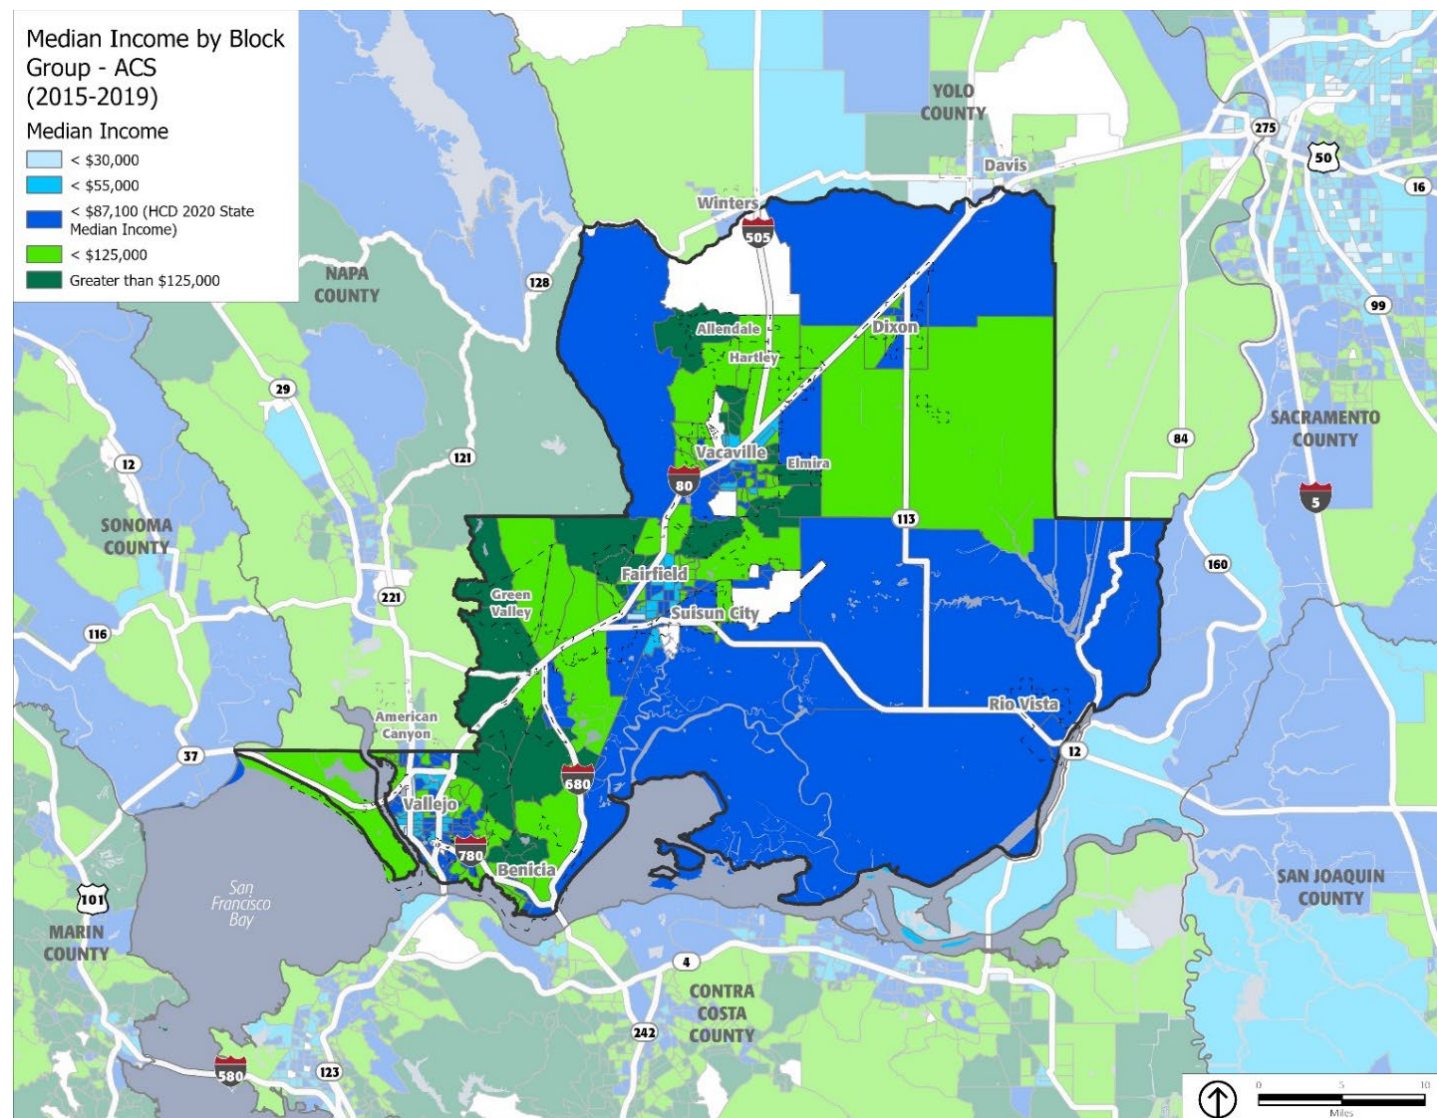 Median Income by Block
Group - ACS
(2015-2019)
Median Income
< $30,000
< $55,000
< $87,100 (HCD 2020 State
Median Income)
< $125,000
Greater than $125,000
YOLO
COUNTY
Davis
275
50
16
Winters
505
NAPA
COUNTY
128
99
Allendale
Dixon
Hartley
29
SACRAMENTO
COUNTY
84
12
121
Vacaville
Elmira
80
5
SONOMA
COUNTY
113
160
Fairfield
Green
Valley
221
Suisun City
116
Rio Vista
American
Canyon
37
12
680
Vallejo
780
Benicia
San
Francisco
Bay
101
MARIN
COUNTY
SAN JOAQUIN
COUNTY
4
CONTRA
COSTA
COUNTY
242
580
123
0 5 10
Miles